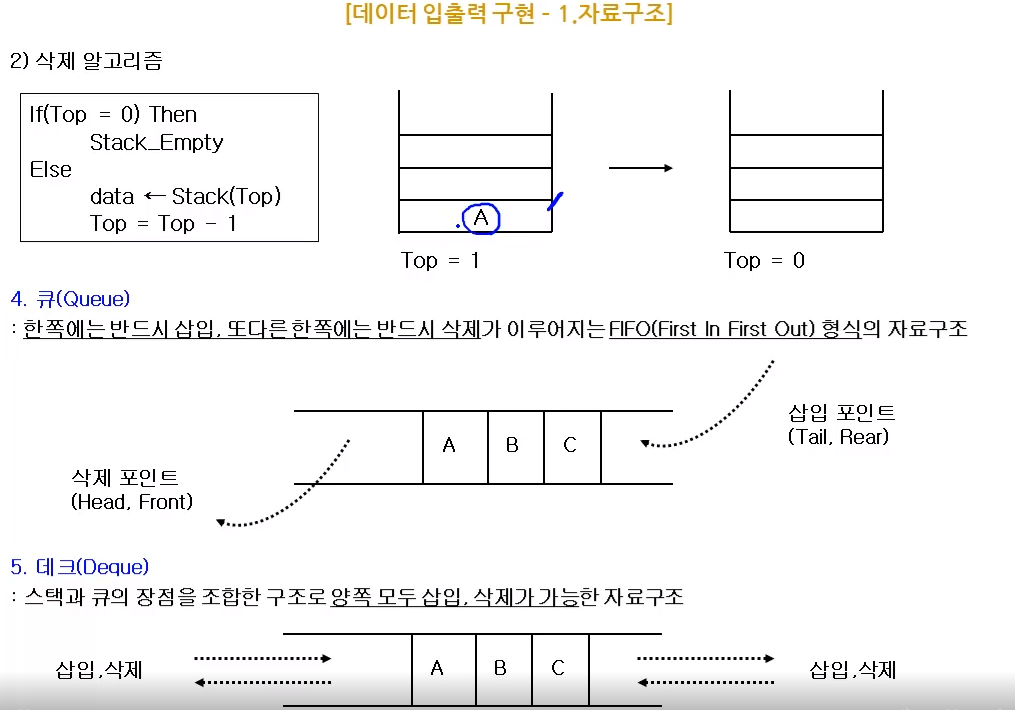 [데이터 입출력 구현 - 1.자료구조]
2) 삭제 알고리즘
If(Top = 0) Then
Stack_Empty
Else
data ← Stack(Top)
Top = Top - 1
A
Top = 1
Top = 0
4. 큐(Queue)
: 한쪽에는 반드시 삽입, 또다른 한쪽에는 반드시 삭제가 이루어지는 FIFO(First In First Out) 형식의 자료구조
삽입 포인트
(Tail, Rear)
A B C
삭제 포인트
(Head, Front)
5. 데크(Deque)
: 스택과 큐의 장점을 조합한 구조로 양쪽 모두 삽입, 삭제가 가능한 자료구조
삽입,삭제 A B C 삽입,삭제